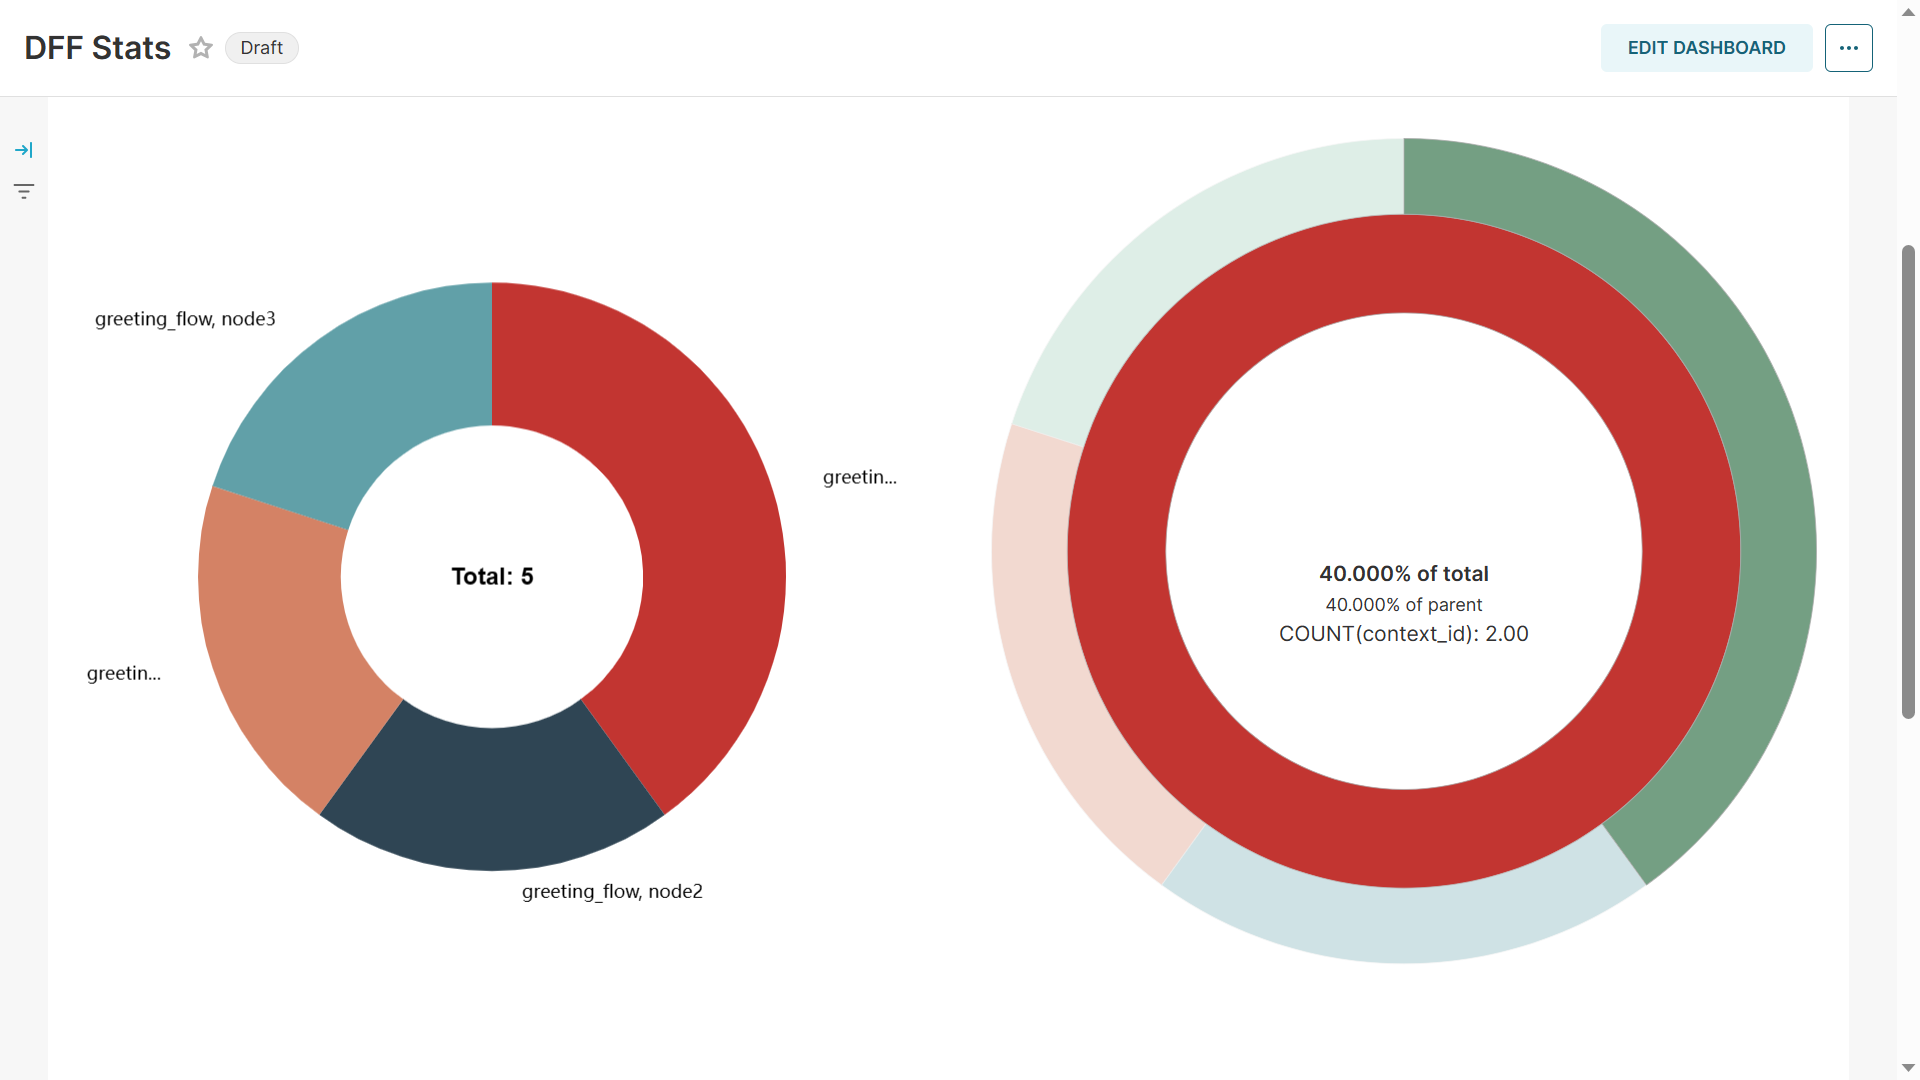 DFF Stats
Draft
EDIT DASHBOARD
greeting_flow, node3
greetin...
Total: 5
greetin...
greeting_flow, node2
40.000% of total
40.000% of parent
COUNT(context_id): 2.00